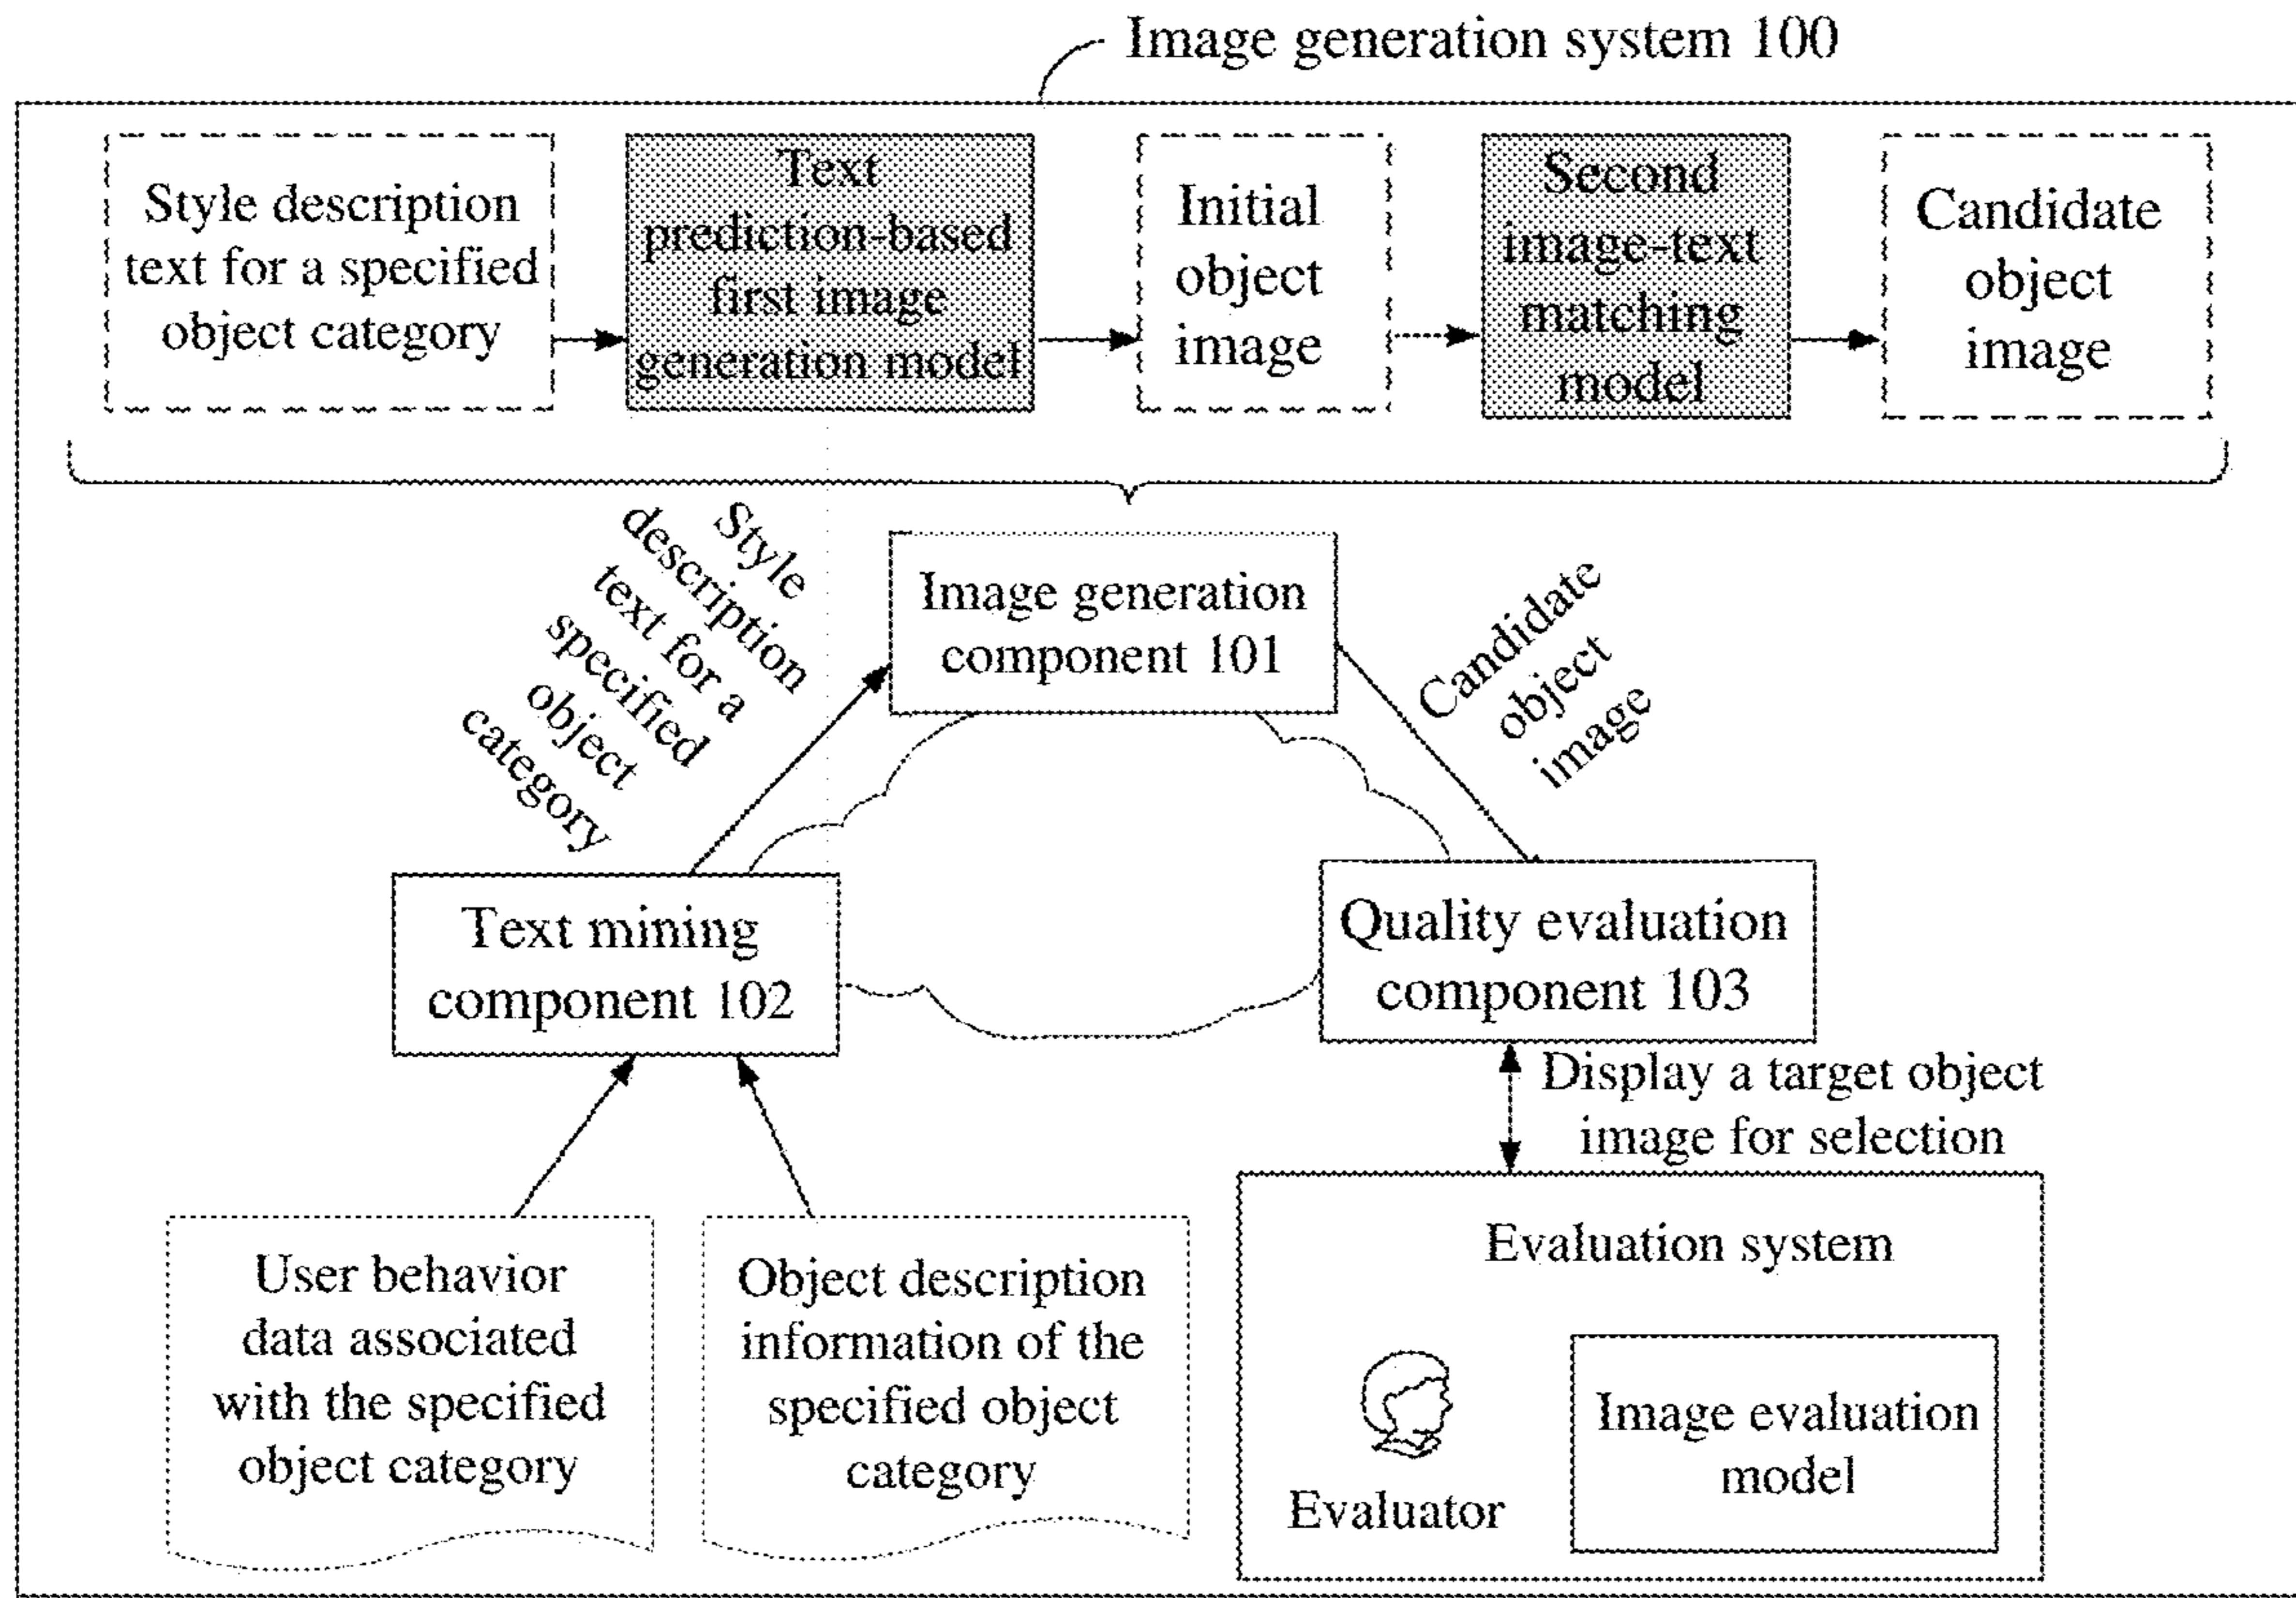 Image generation system 100
Style description
text for a specified
object category
Text
prediction-based
first image
generation model
Initial
object
image
Second
image-text
matching
model
Candidate
object
image
Style
description
text for a
specified
object
category
Image generation
component 101
Candidate
object
image
Text mining
component 102
Quality evaluation
component 103
Display a target object
image for selection
User behavior
data associated
with the specified
object category
Object description
information of the
specified object
category
Evaluation system
Evaluator
Image evaluation
model